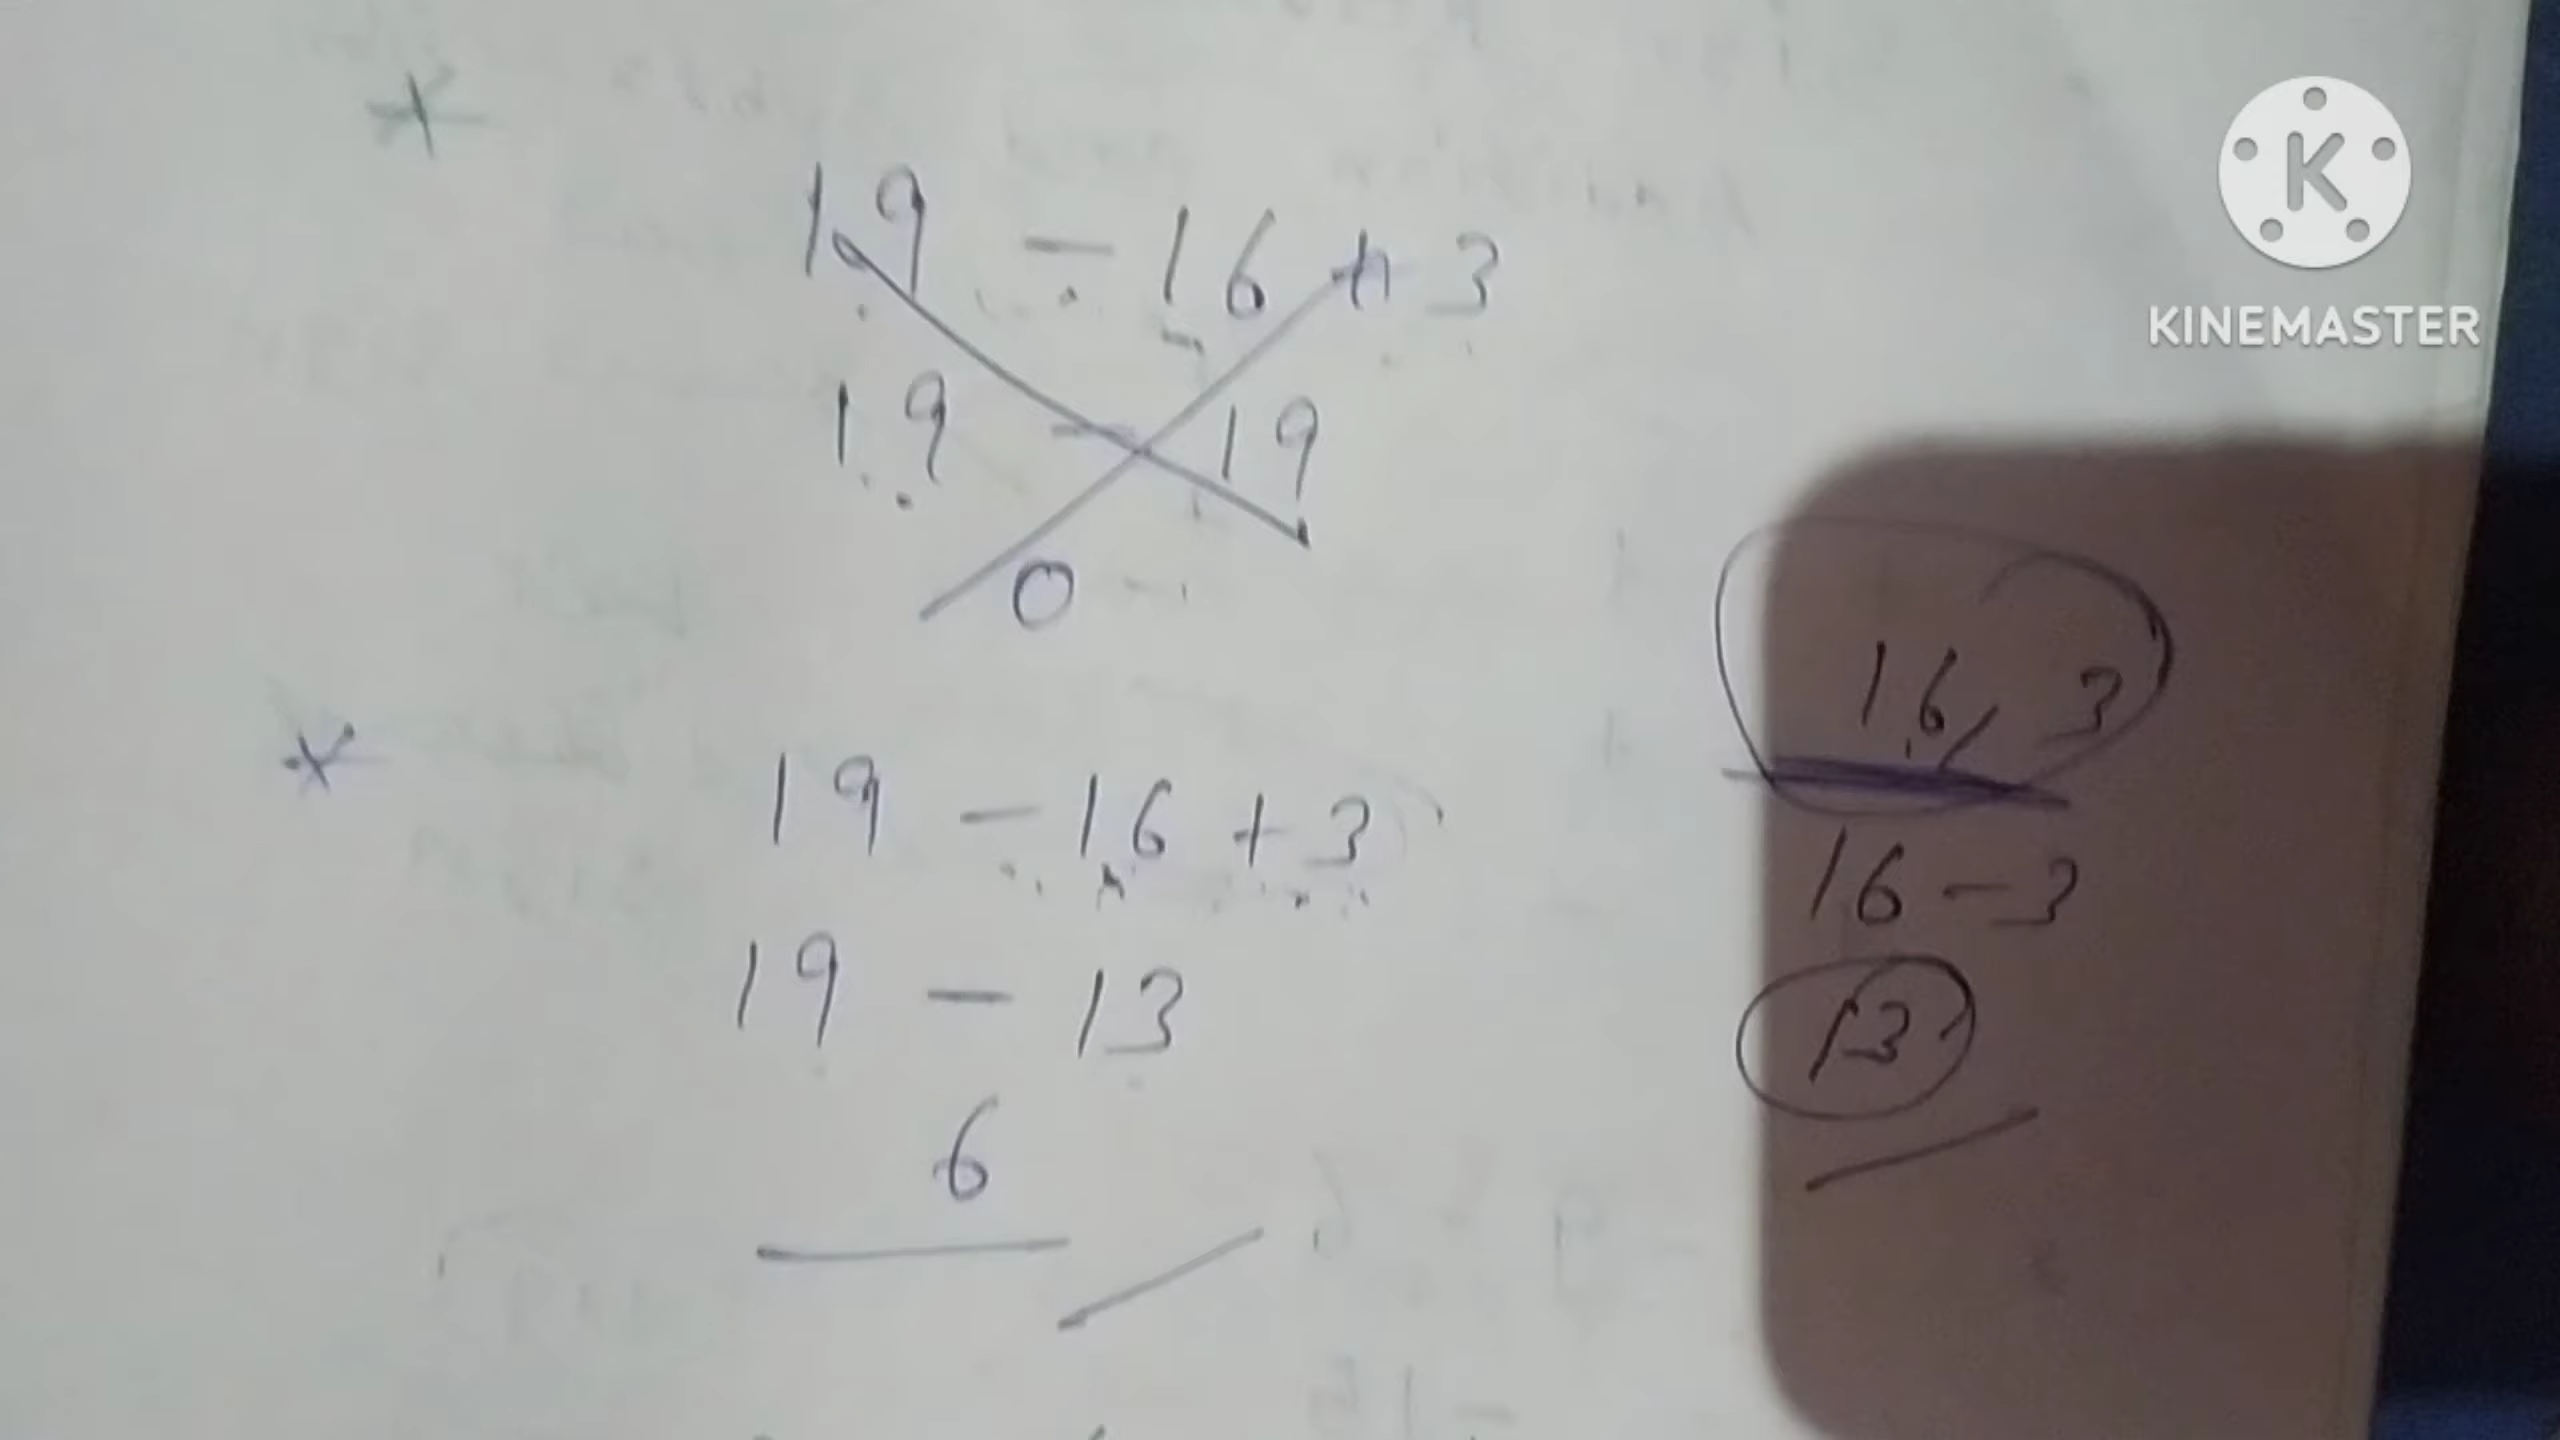 19 - 16 + 3
19 - 19
0
19 - 16 + 3
19 - 13
6
16, 3
16 - 3
13
KINEMASTER